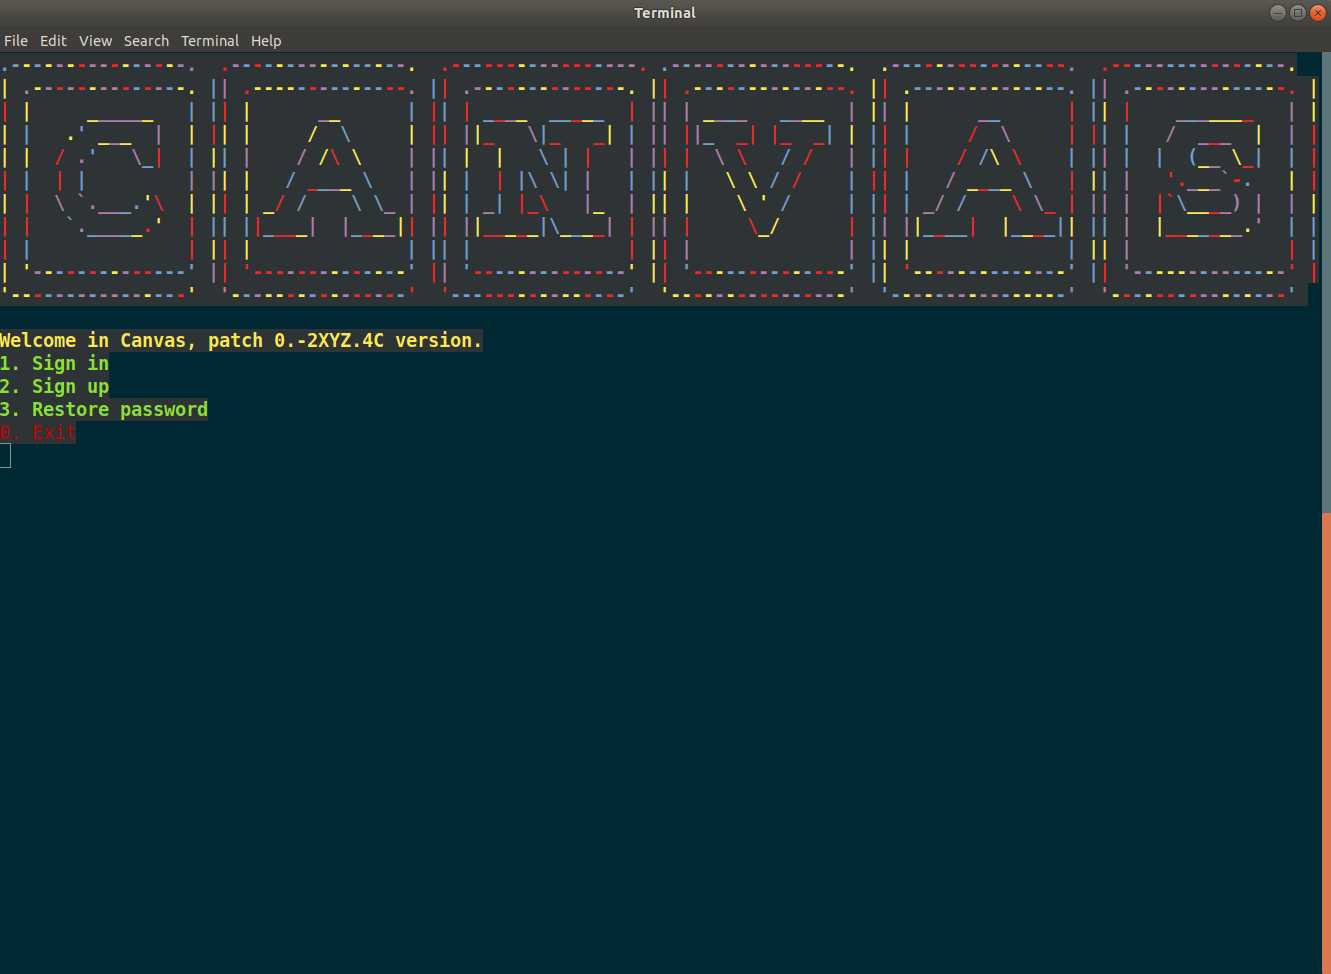 Terminal
File Edit View Search Terminal Help
CANVAS
Welcome in Canvas, patch 0.-2XYZ.4C version.
1. Sign in
2. Sign up
3. Restore password
0. Exit